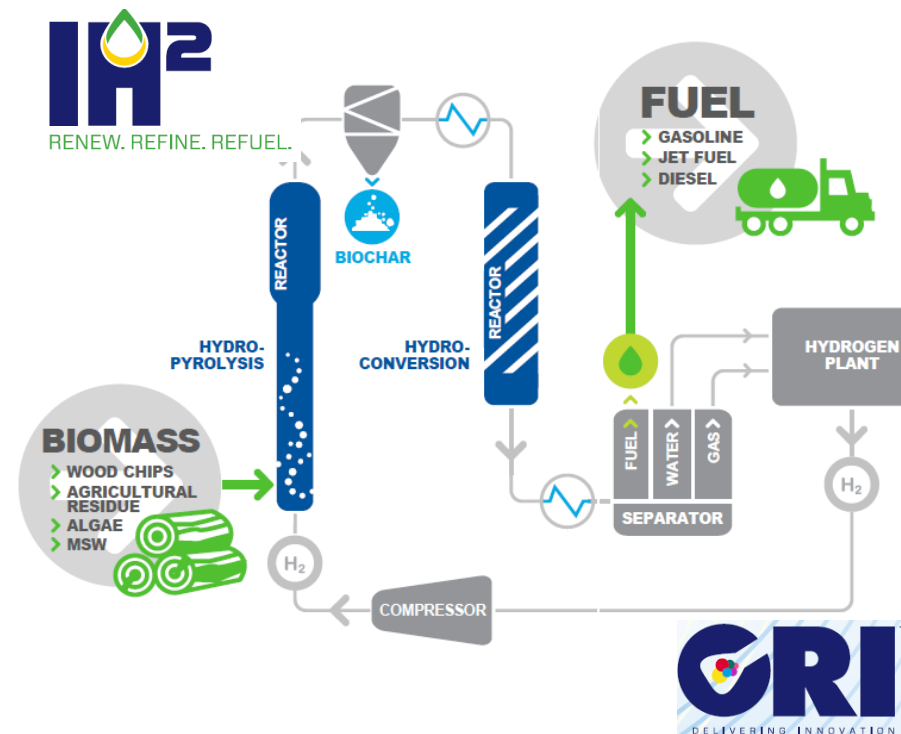 IH²
RENEW. REFINE. REFUEL.
FUEL
GASOLINE
JET FUEL
DIESEL
REACTOR
BIOCHAR
REACTOR
HYDRO-
PYROLYSIS
HYDRO-
CONVERSION
HYDROGEN
PLANT
BIOMASS
WOOD CHIPS
AGRICULTURAL
RESIDUE
ALGAE
MSW
FUEL
WATER
GAS
SEPARATOR
H₂
H₂
COMPRESSOR
CRI
DELIVERING INNOVATION